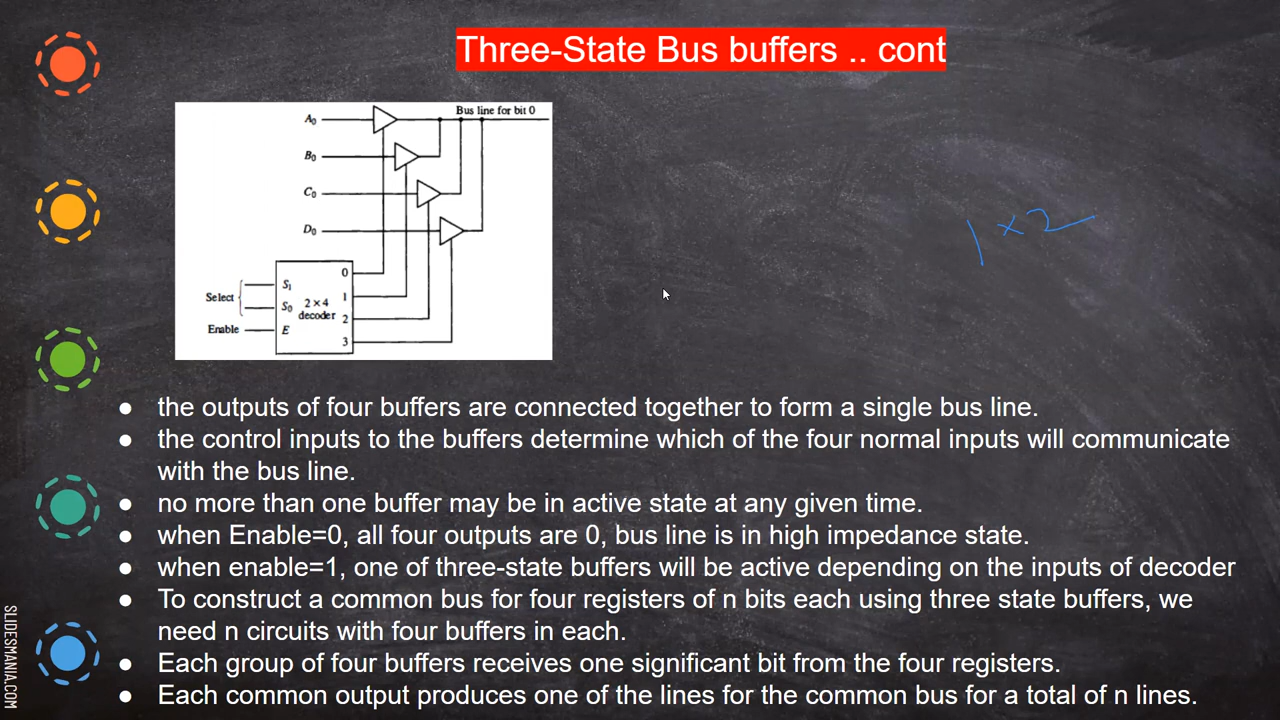 Three-State Bus buffers .. cont
Bus line for bit 0
A₀
B₀
C₀
D₀
Select
S₁
S₀
Enable
E
2 × 4
decoder
0
1
2
3
1 x 2
● the outputs of four buffers are connected together to form a single bus line.
● the control inputs to the buffers determine which of the four normal inputs will communicate
with the bus line.
● no more than one buffer may be in active state at any given time.
● when Enable=0, all four outputs are 0, bus line is in high impedance state.
● when enable=1, one of three-state buffers will be active depending on the inputs of decoder
● To construct a common bus for four registers of n bits each using three state buffers, we
need n circuits with four buffers in each.
● Each group of four buffers receives one significant bit from the four registers.
● Each common output produces one of the lines for the common bus for a total of n lines.
SLIDESMANIA.COM